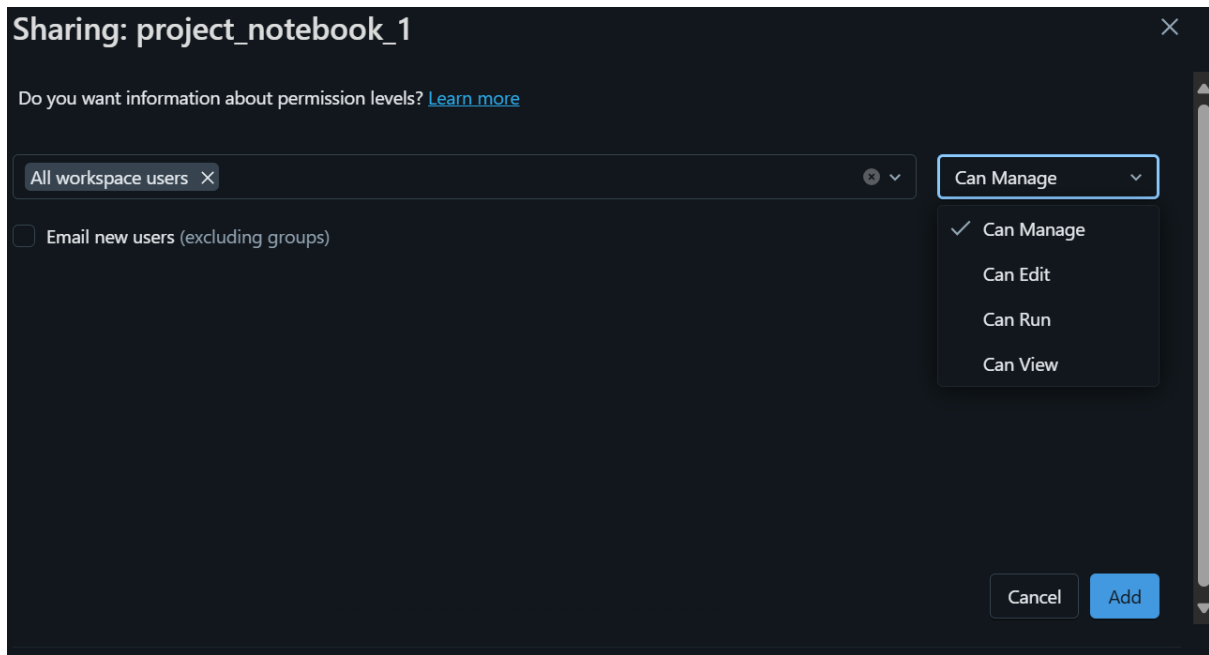 Sharing: project_notebook_1
Do you want information about permission levels? Learn more
All workspace users
Can Manage
Email new users (excluding groups)
Can Manage
Can Edit
Can Run
Can View
Cancel
Add